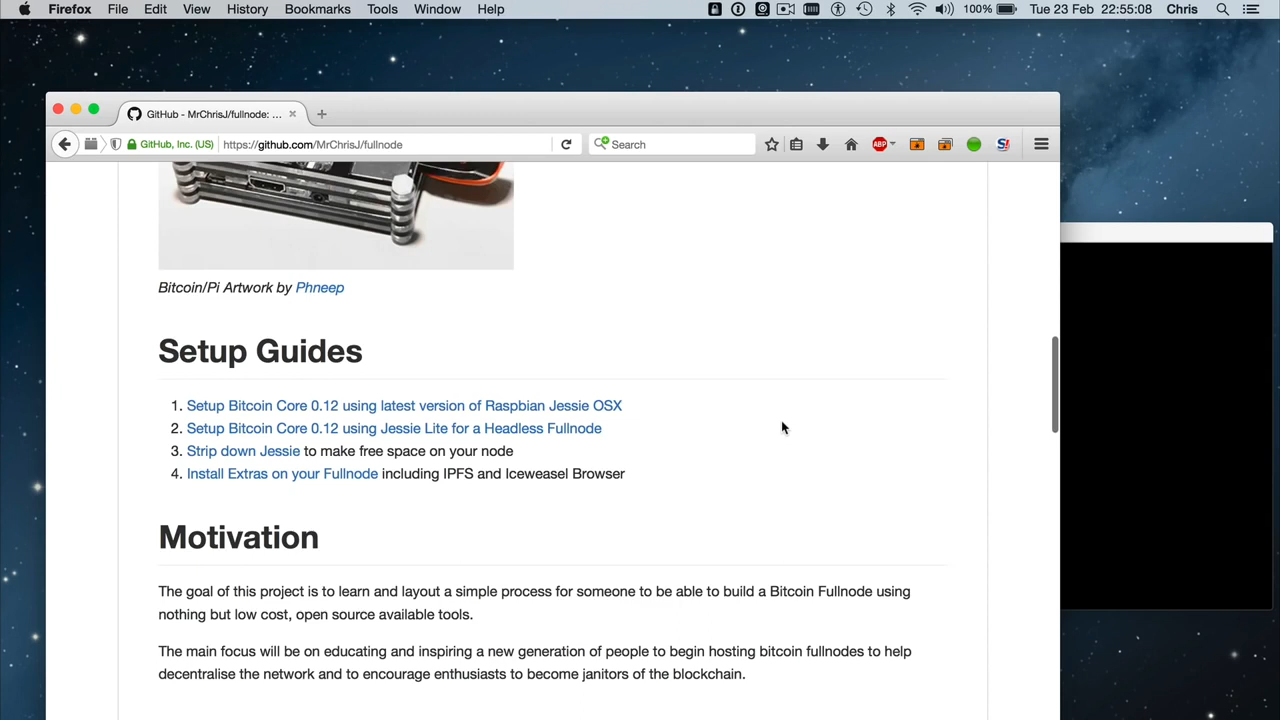 Firefox File Edit View History Bookmarks Tools Window Help 100% Tue 23 Feb 22:55:08 Chris
GitHub - MrChrisJ/fullnode: ...
GitHub, Inc. (US) https://github.com/MrChrisJ/fullnode Search ABP
Bitcoin/Pi Artwork by Phneep
Setup Guides
1. Setup Bitcoin Core 0.12 using latest version of Raspbian Jessie OSX
2. Setup Bitcoin Core 0.12 using Jessie Lite for a Headless Fullnode
3. Strip down Jessie to make free space on your node
4. Install Extras on your Fullnode including IPFS and Iceweasel Browser
Motivation
The goal of this project is to learn and layout a simple process for someone to be able to build a Bitcoin Fullnode using
nothing but low cost, open source available tools.
The main focus will be on educating and inspiring a new generation of people to begin hosting bitcoin fullnodes to help
decentralise the network and to encourage enthusiasts to become janitors of the blockchain.